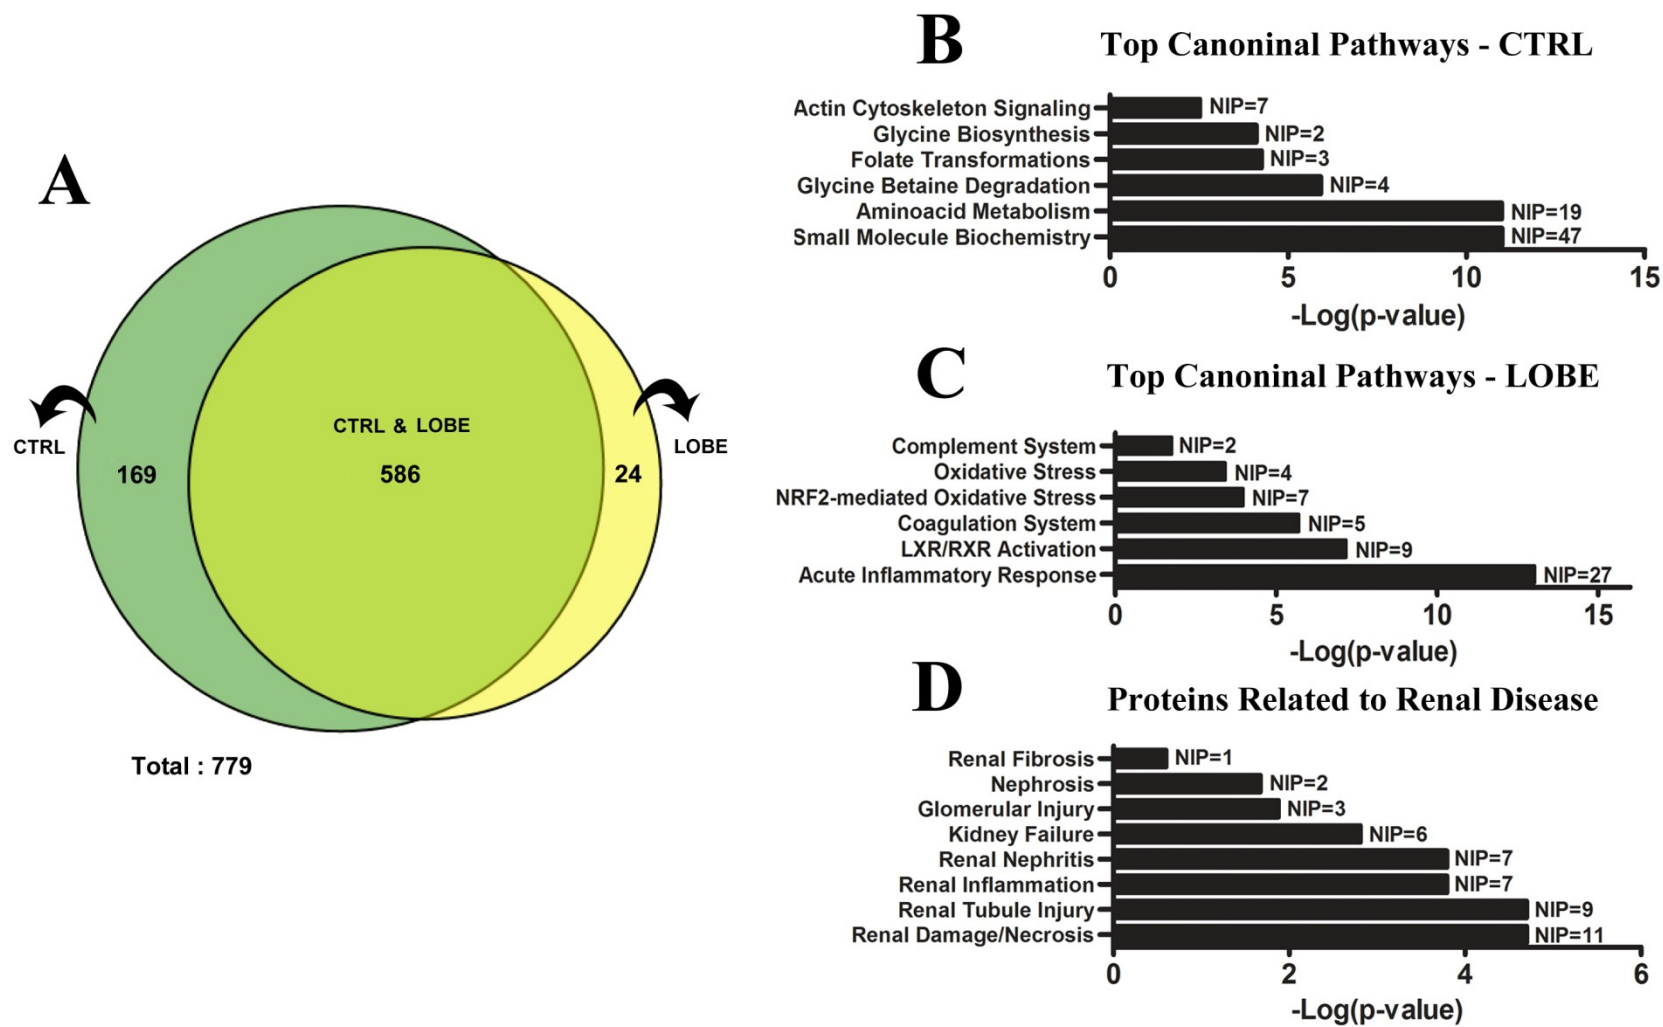 A
CTRL
169
CTRL & LOBE
586
24
LOBE
Total : 779
B
Top Canoninal Pathways - CTRL
Actin Cytoskeleton Signaling NIP=7
Glycine Biosynthesis NIP=2
Folate Transformations NIP=3
Glycine Betaine Degradation NIP=4
Aminoacid Metabolism NIP=19
Small Molecule Biochemistry NIP=47
0 5 10 15
-Log(p-value)
C
Top Canoninal Pathways - LOBE
Complement System NIP=2
Oxidative Stress NIP=4
NRF2-mediated Oxidative Stress NIP=7
Coagulation System NIP=5
LXR/RXR Activation NIP=9
Acute Inflammatory Response NIP=27
0 5 10 15
-Log(p-value)
D
Proteins Related to Renal Disease
Renal Fibrosis NIP=1
Nephrosis NIP=2
Glomerular Injury NIP=3
Kidney Failure NIP=6
Renal Nephritis NIP=7
Renal Inflammation NIP=7
Renal Tubule Injury NIP=9
Renal Damage/Necrosis NIP=11
0 2 4 6
-Log(p-value)